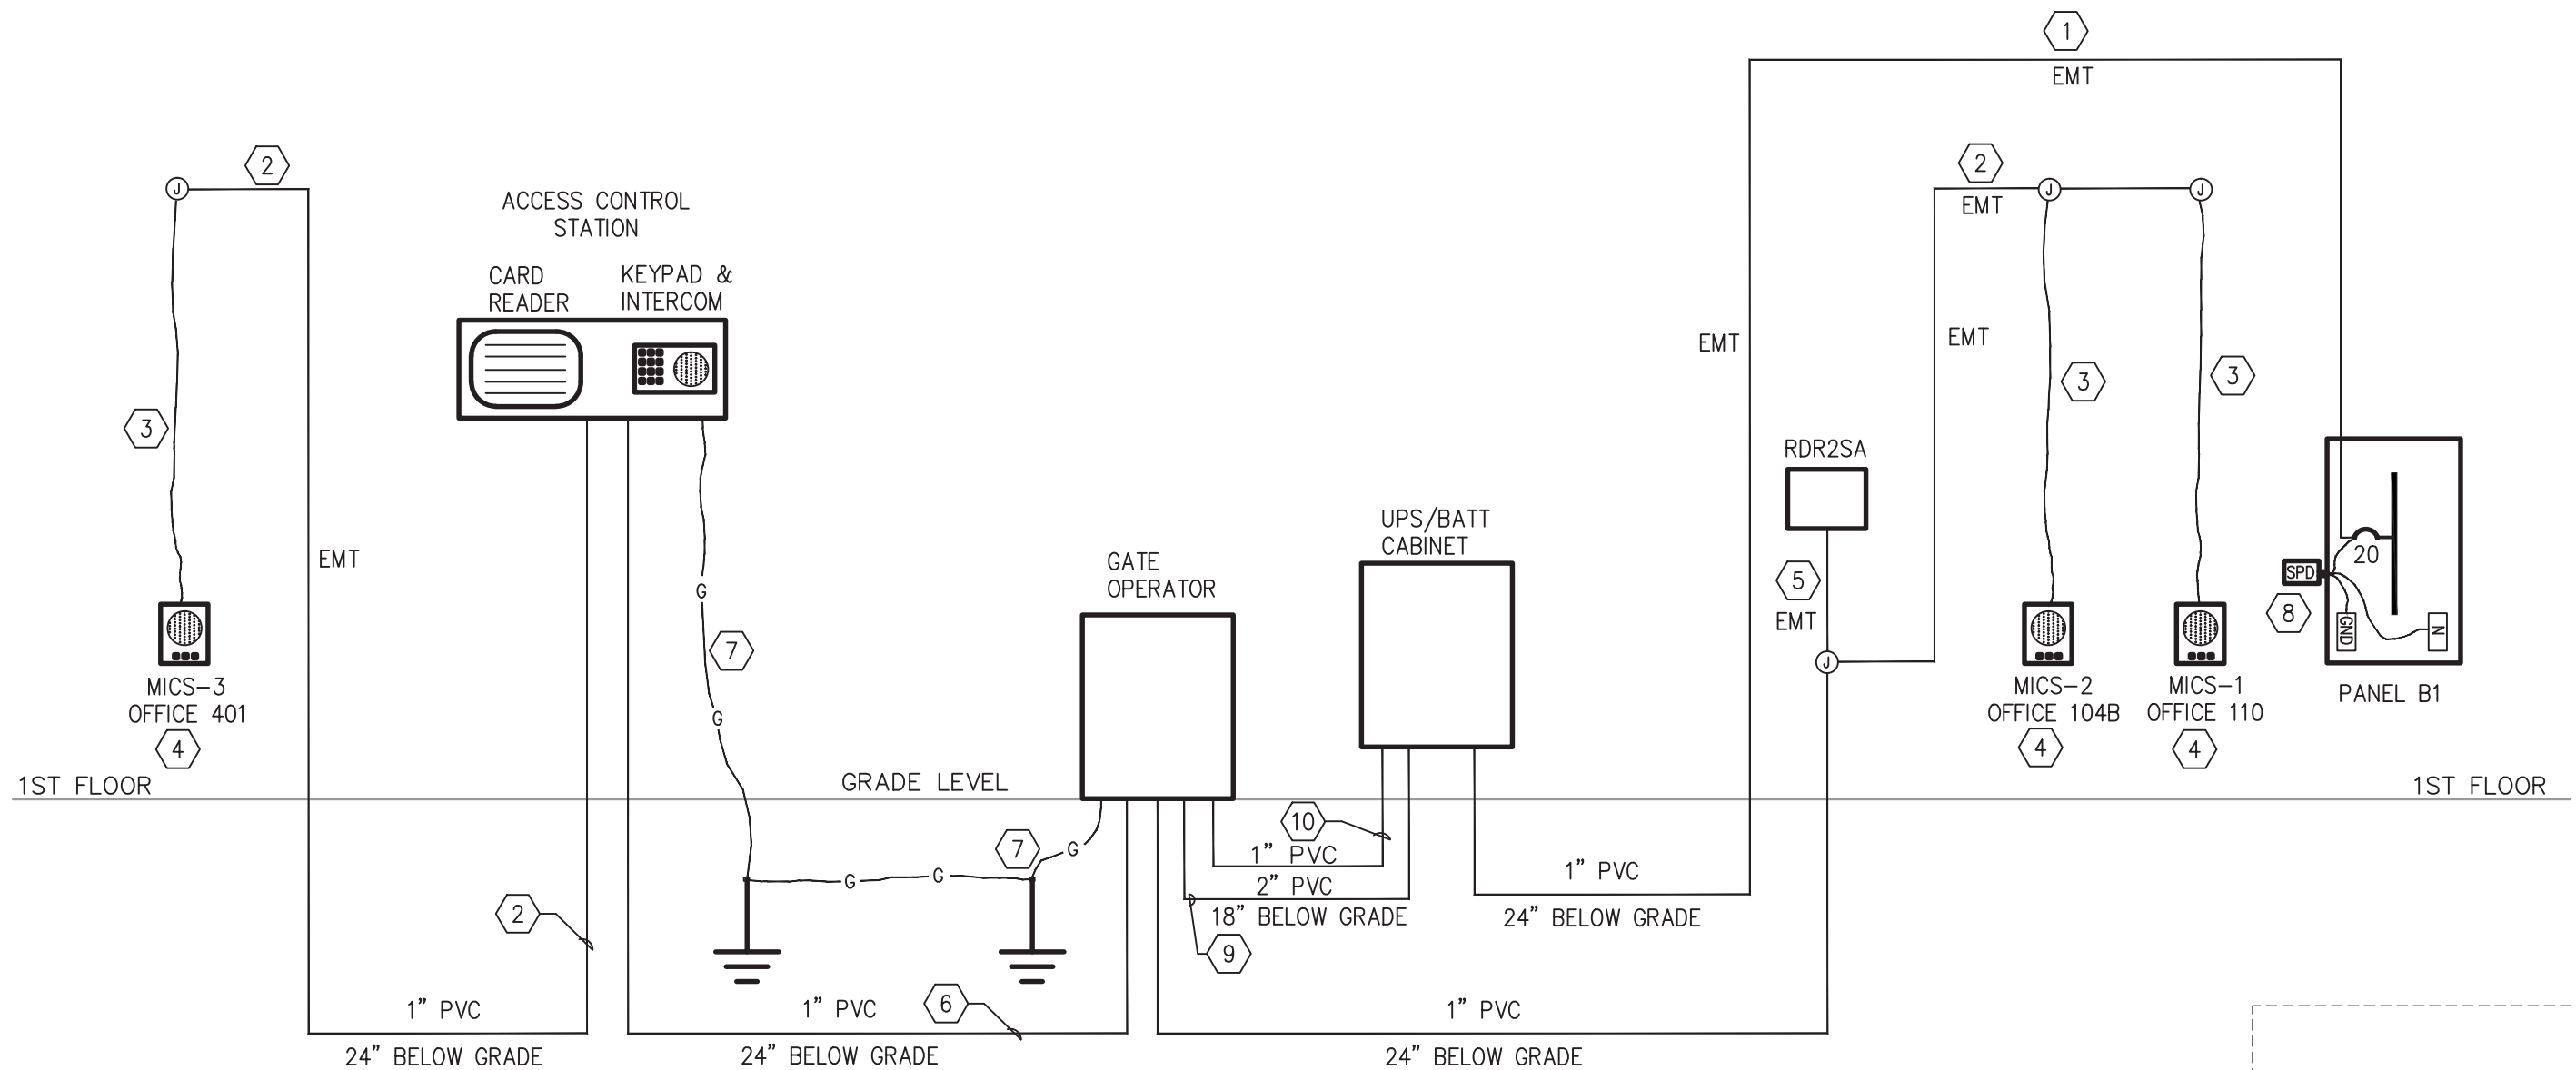 1
EMT
2
J
ACCESS CONTROL
STATION
CARD
READER
KEYPAD &
INTERCOM
3
EMT
MICS-3
OFFICE 401
4
1ST FLOOR
G
7
G
GRADE LEVEL
GATE
OPERATOR
UPS/BATT
CABINET
7
G
G
G
10
1" PVC
2" PVC
18" BELOW GRADE
9
1" PVC
24" BELOW GRADE
2
1" PVC
24" BELOW GRADE
1" PVC
6
24" BELOW GRADE
1" PVC
24" BELOW GRADE
EMT
RDR2SA
5
EMT
J
2
EMT
J
J
EMT
3
3
MICS-2
OFFICE 104B
4
MICS-1
OFFICE 110
4
20
SPD
8
GND
N
PANEL B1
1ST FLOOR